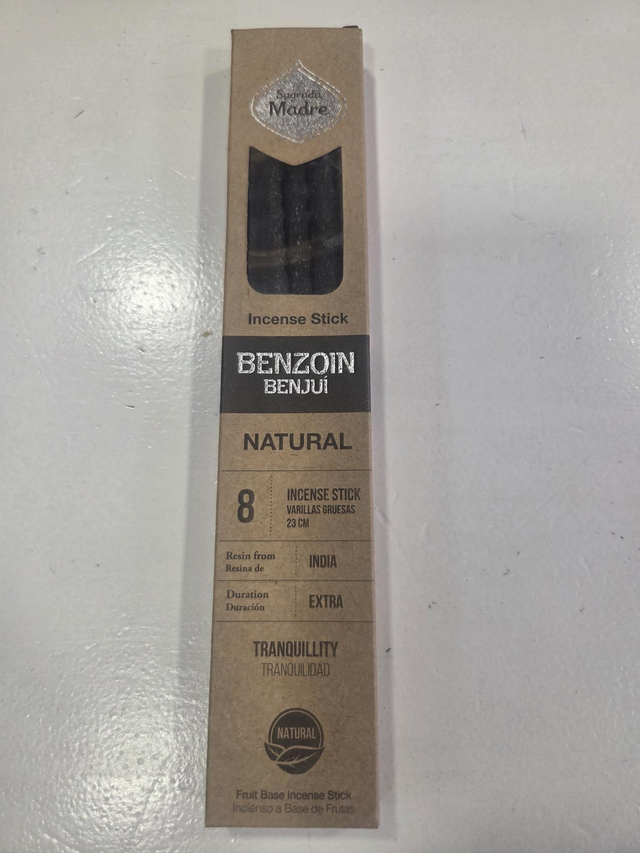 Sagrada
Madre
Incense Stick
BENZOIN
BENJUÍ
NATURAL
8
INCENSE STICK
VARILLAS GRUESAS
23 CM
Resin from
Resina de
INDIA
Duration
Duración
EXTRA
TRANQUILLITY
TRANQUILIDAD
NATURAL
Fruit Base Incense Stick
Incienso a Base de Frutas